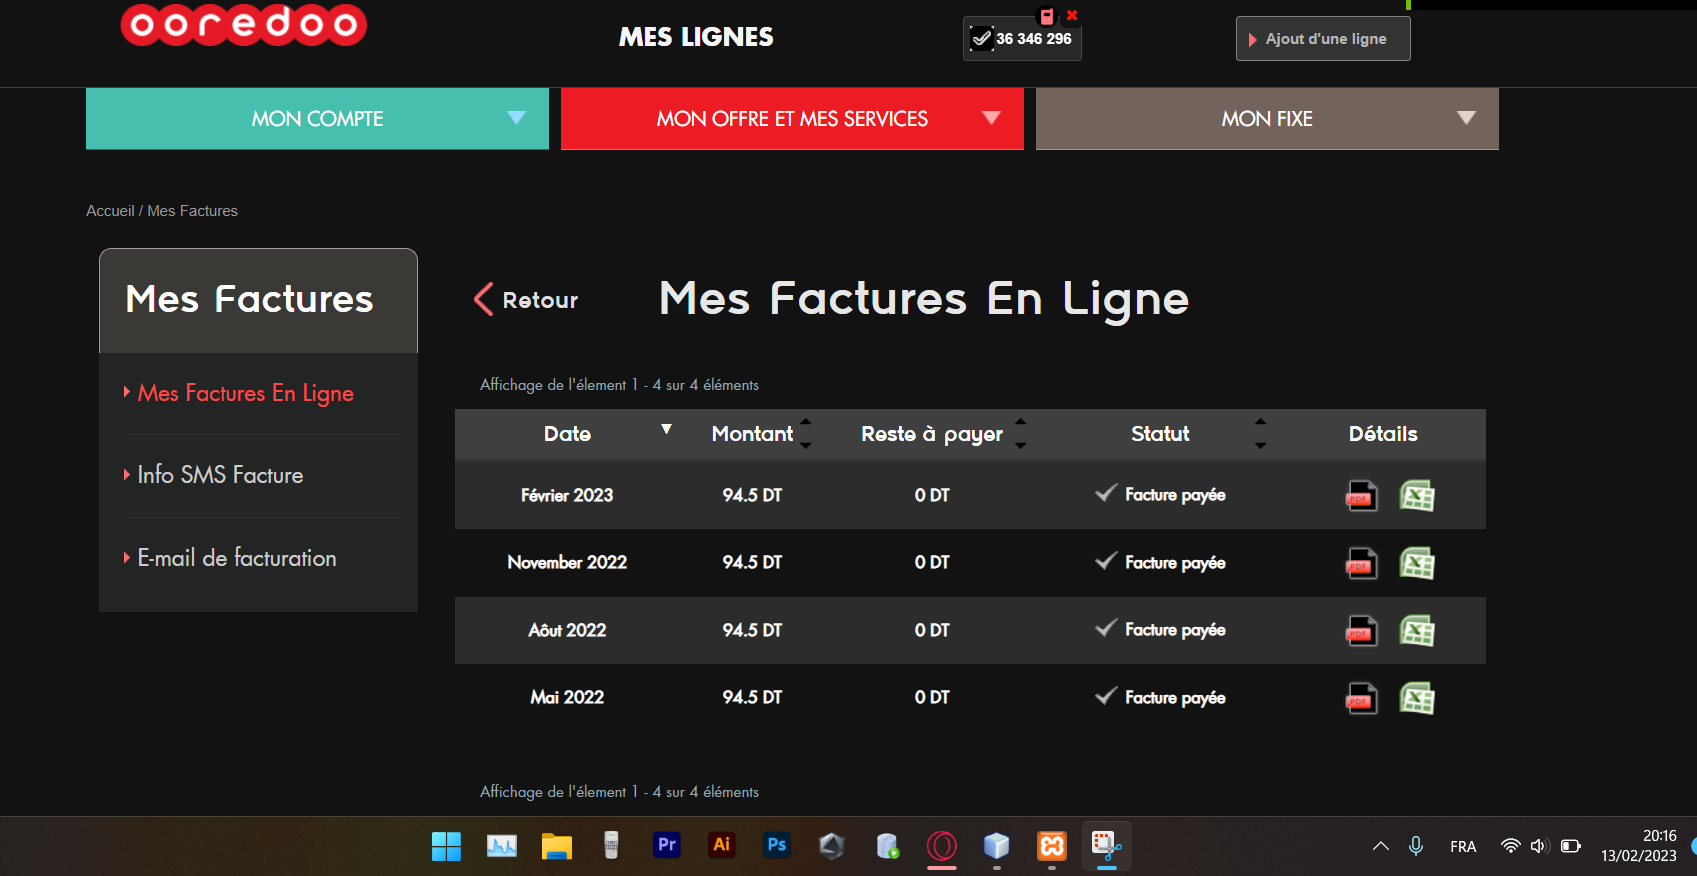 ooredoo
MES LIGNES
36 346 296
Ajout d'une ligne
MON COMPTE
MON OFFRE ET MES SERVICES
MON FIXE
Accueil / Mes Factures
Mes Factures
Mes Factures En Ligne
Info SMS Facture
E-mail de facturation
Retour
Mes Factures En Ligne
Affichage de l'élement 1 - 4 sur 4 éléments
Date Montant Reste à payer Statut Détails
Février 2023 94.5 DT 0 DT Facture payée PDF
November 2022 94.5 DT 0 DT Facture payée PDF
Aôut 2022 94.5 DT 0 DT Facture payée PDF
Mai 2022 94.5 DT 0 DT Facture payée PDF
Affichage de l'élement 1 - 4 sur 4 éléments
Pr Ai Ps
FRA
20:16
13/02/2023